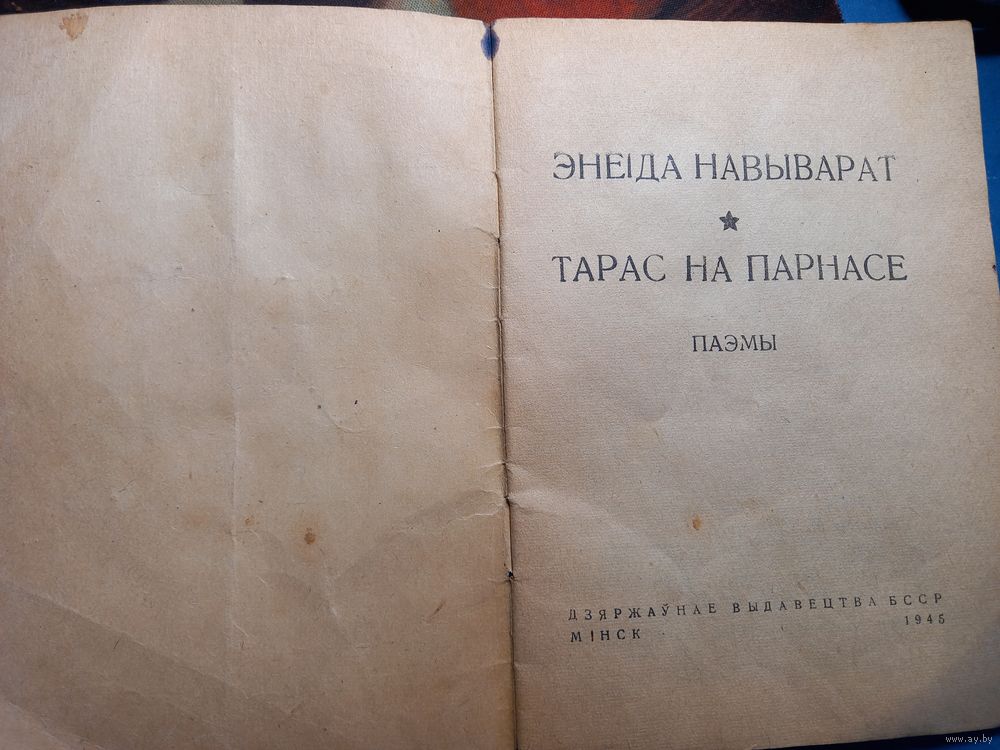 ЭНЕІДА НАВЫВАРАТ
ТАРАС НА ПАРНАСЕ
ПАЭМЫ
ДЗЯРЖАЎНАЕ ВЫДАВЕЦТВА БССР
МІНСК 1945
www.ay.by